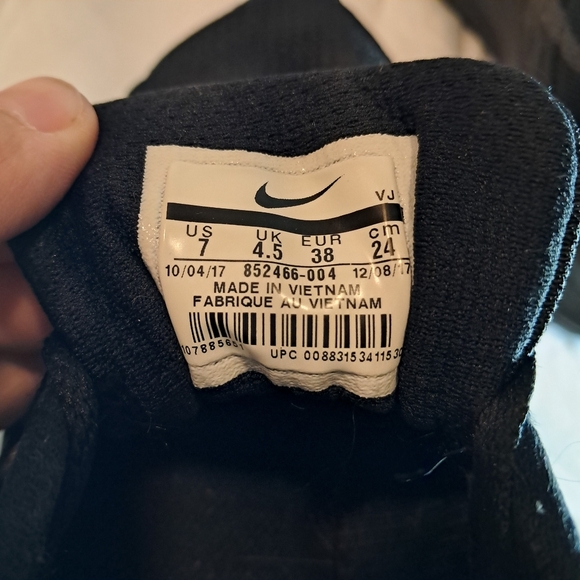 VJ
US UK EUR cm
7 4.5 38 24
10/04/17 852466-004 12/08/17
MADE IN VIETNAM
FABRIQUE AU VIETNAM
UPC 00883153411530